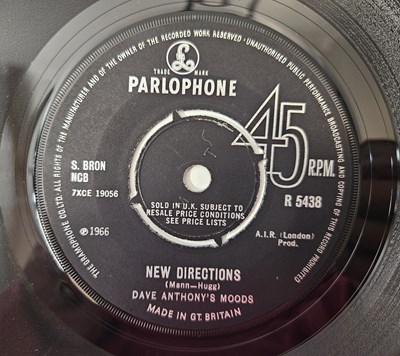 THE GRAMOPHONE CO. LTD. ALL RIGHTS OF THE MANUFACTURER AND OF THE OWNER OF THE RECORDED WORK RESERVED · UNAUTHORISED PUBLIC PERFORMANCE BROADCASTING AND COPYING OF THIS RECORD PROHIBITED
£
TRADE MARK
PARLOPHONE
45
R.P.M.
S. BRON
NCB
7XCE 19056
R 5438
SOLD IN U.K. SUBJECT TO
RESALE PRICE CONDITIONS
SEE PRICE LISTS
℗ 1966
A.I.R. (London)
Prod.
NEW DIRECTIONS
(Mann-Hugg)
DAVE ANTHONY'S MOODS
MADE IN GT. BRITAIN